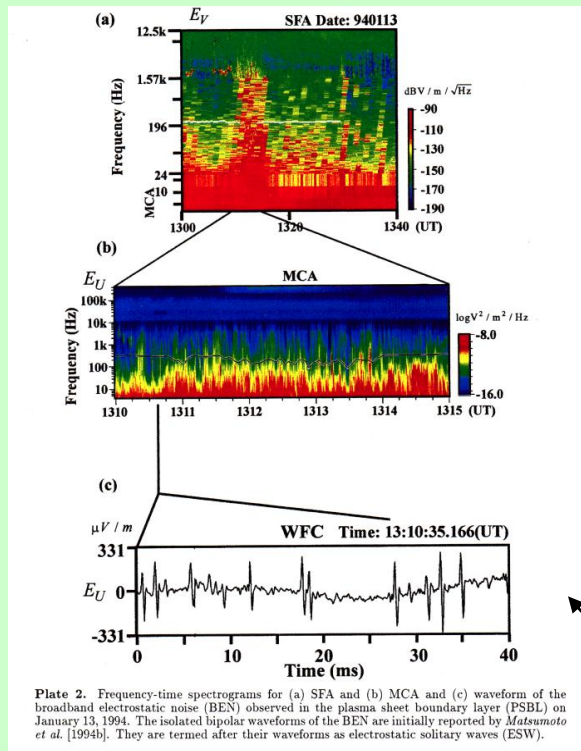 (a)
E_V
SFA Date: 940113
12.5k
1.57k
196
24
10
Frequency (Hz)
MCA
1300
1320
1340
(UT)
dBV / m / √Hz
-90
-110
-130
-150
-170
-190
(b)
E_U
MCA
100k
10k
1k
100
10
Frequency (Hz)
1310
1311
1312
1313
1314
1315
(UT)
logV² / m² / Hz
-8.0
-16.0
(c)
μV / m
WFC Time: 13:10:35.166(UT)
331
E_U
0
-331
0
10
20
30
40
Time (ms)
Plate 2. Frequency-time spectrograms for (a) SFA and (b) MCA and (c) waveform of the
broadband electrostatic noise (BEN) observed in the plasma sheet boundary layer (PSBL) on
January 13, 1994. The isolated bipolar waveforms of the BEN are initially reported by Matsumoto
et al. [1994b]. They are termed after their waveforms as electrostatic solitary waves (ESW).